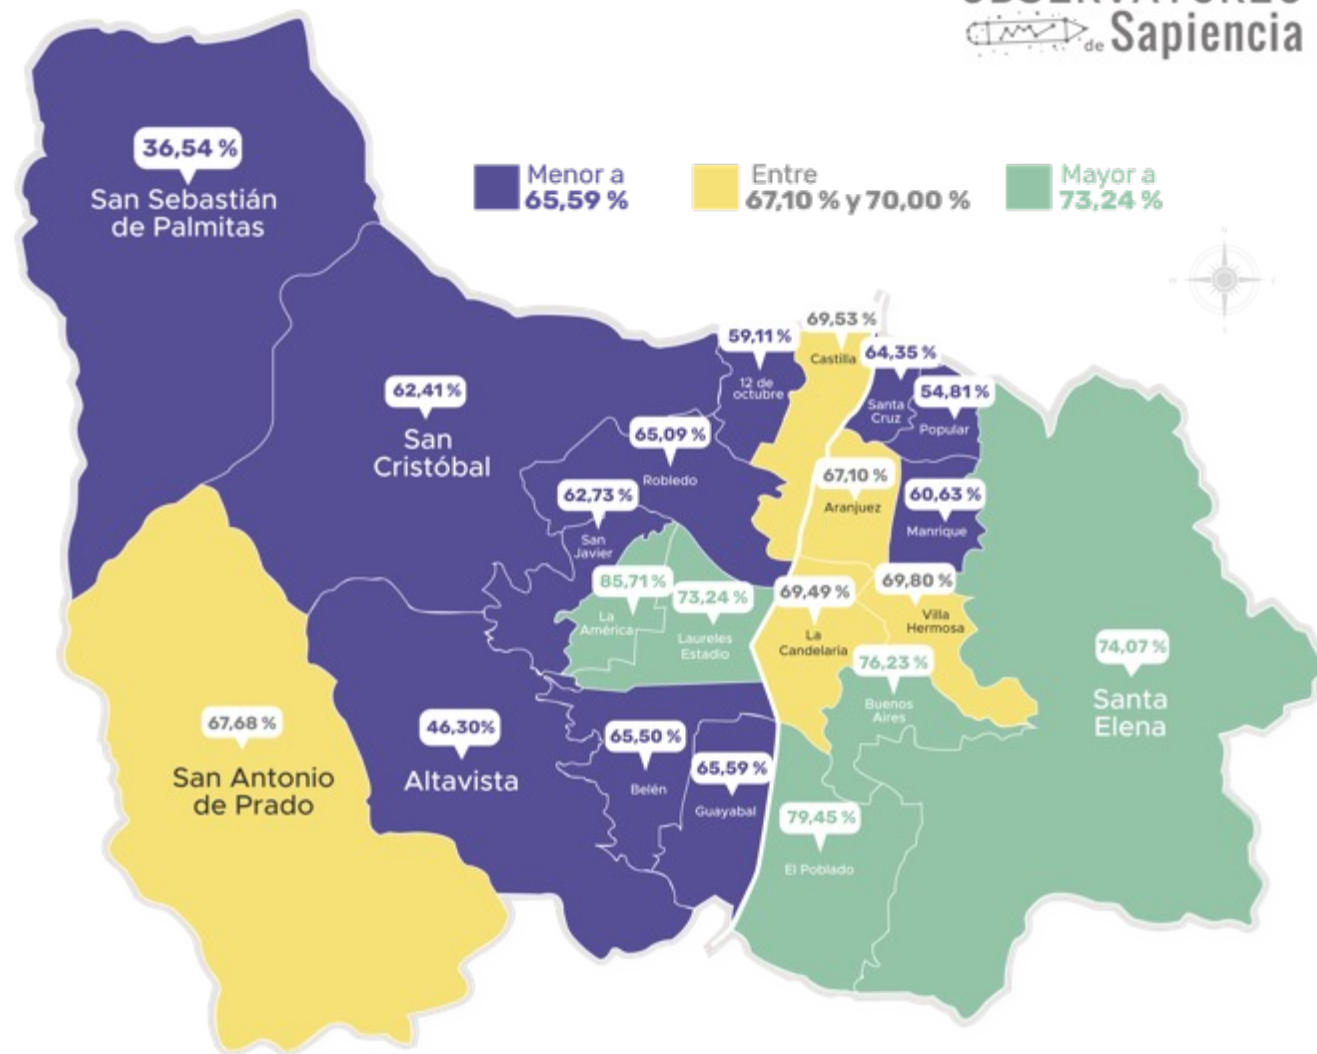 OBSERVATORIO
de Sapiencia
Menor a
65,59 %
Entre
67,10 % y 70,00 %
Mayor a
73,24 %
36,54 %
San Sebastián
de Palmitas
62,41 %
San
Cristóbal
59,11 %
12 de
octubre
69,53 %
Castilla
64,35 %
Santa
Cruz
54,81 %
Popular
65,09 %
Robledo
67,10 %
Aranjuez
60,63 %
Manrique
62,73 %
San
Javier
85,71 %
La
América
73,24 %
Laureles
Estadio
69,49 %
La
Candelaria
69,80 %
Villa
Hermosa
76,23 %
Buenos
Aires
74,07 %
Santa
Elena
67,68 %
San Antonio
de Prado
46,30%
Altavista
65,50 %
Belén
65,59 %
Guayabal
79,45 %
El Poblado